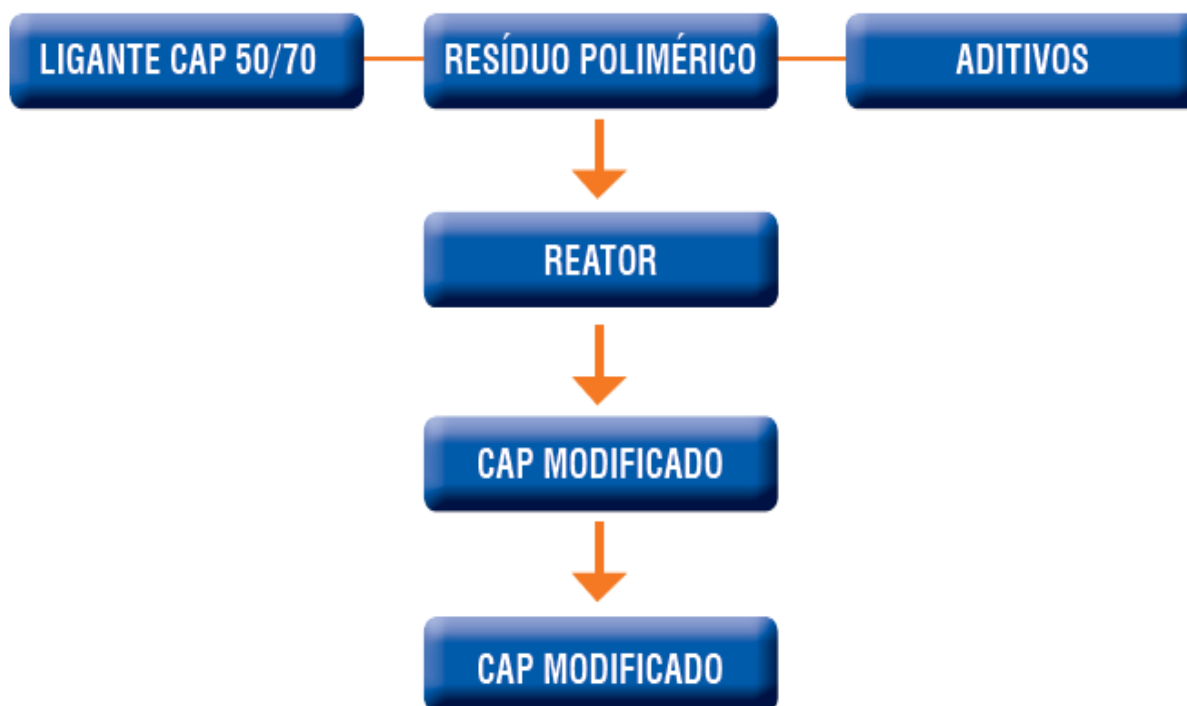 LIGANTE CAP 50/70
RESÍDUO POLIMÉRICO
ADITIVOS
REATOR
CAP MODIFICADO
CAP MODIFICADO